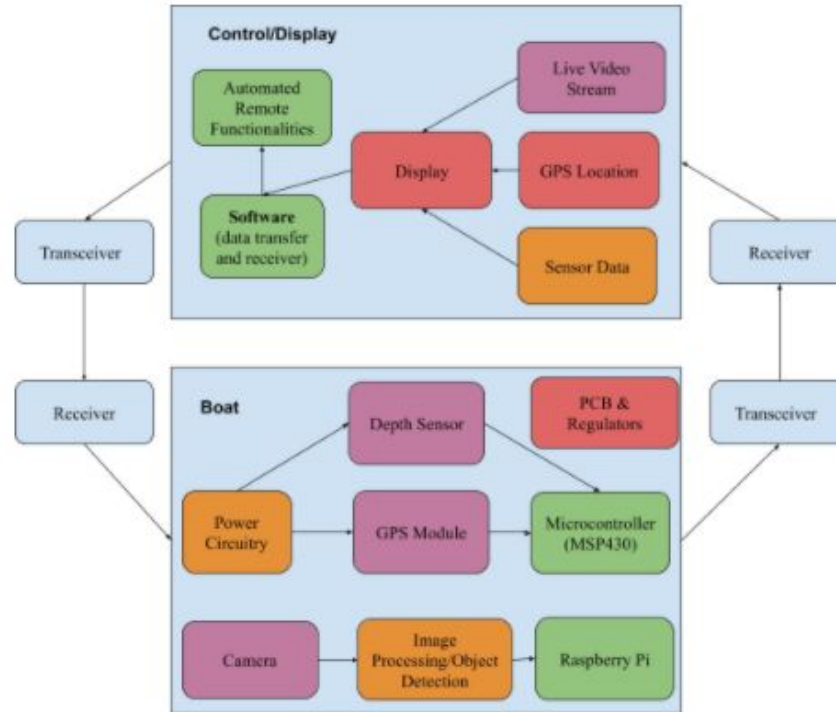 Control/Display
Automated
Remote
Functionalities
Live Video
Stream
Display
GPS Location
Software
(data transfer
and receiver)
Sensor Data
Transceiver
Receiver
Receiver
Transceiver
Boat
Depth Sensor
PCB &
Regulators
Power
Circuitry
GPS Module
Microcontroller
(MSP430)
Camera
Image
Processing/Object
Detection
Raspberry Pi